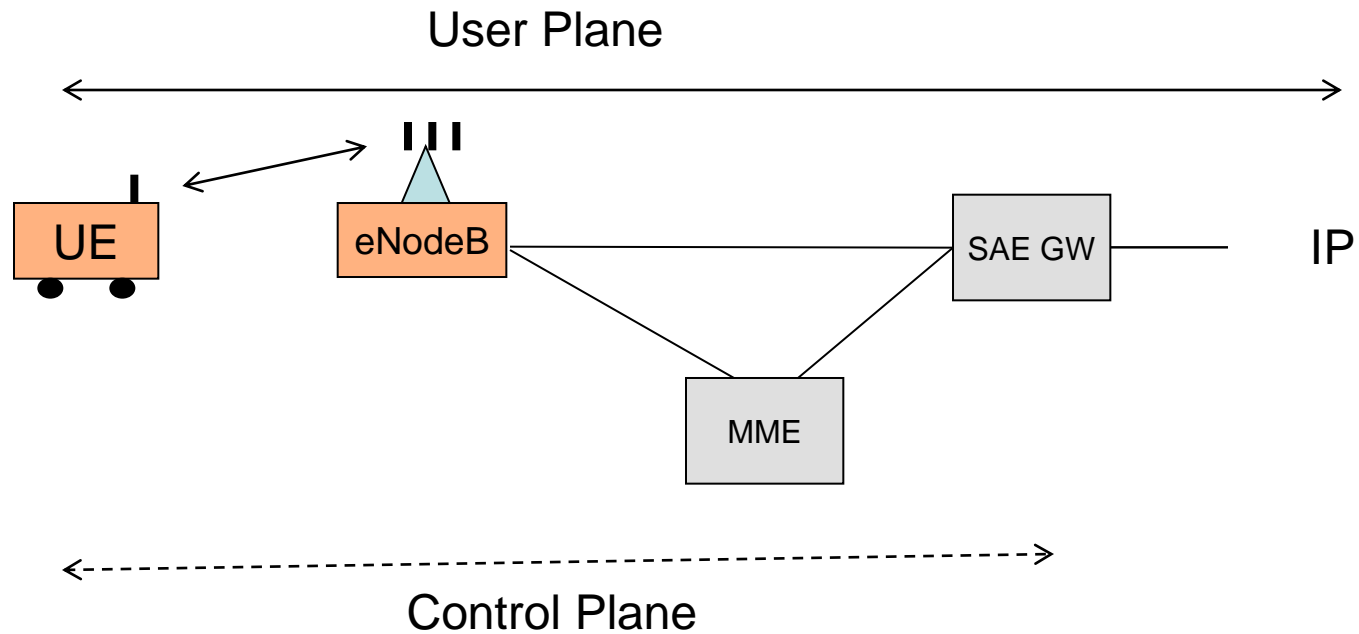 User Plane
UE
eNodeB
SAE GW
IP
MME
Control Plane